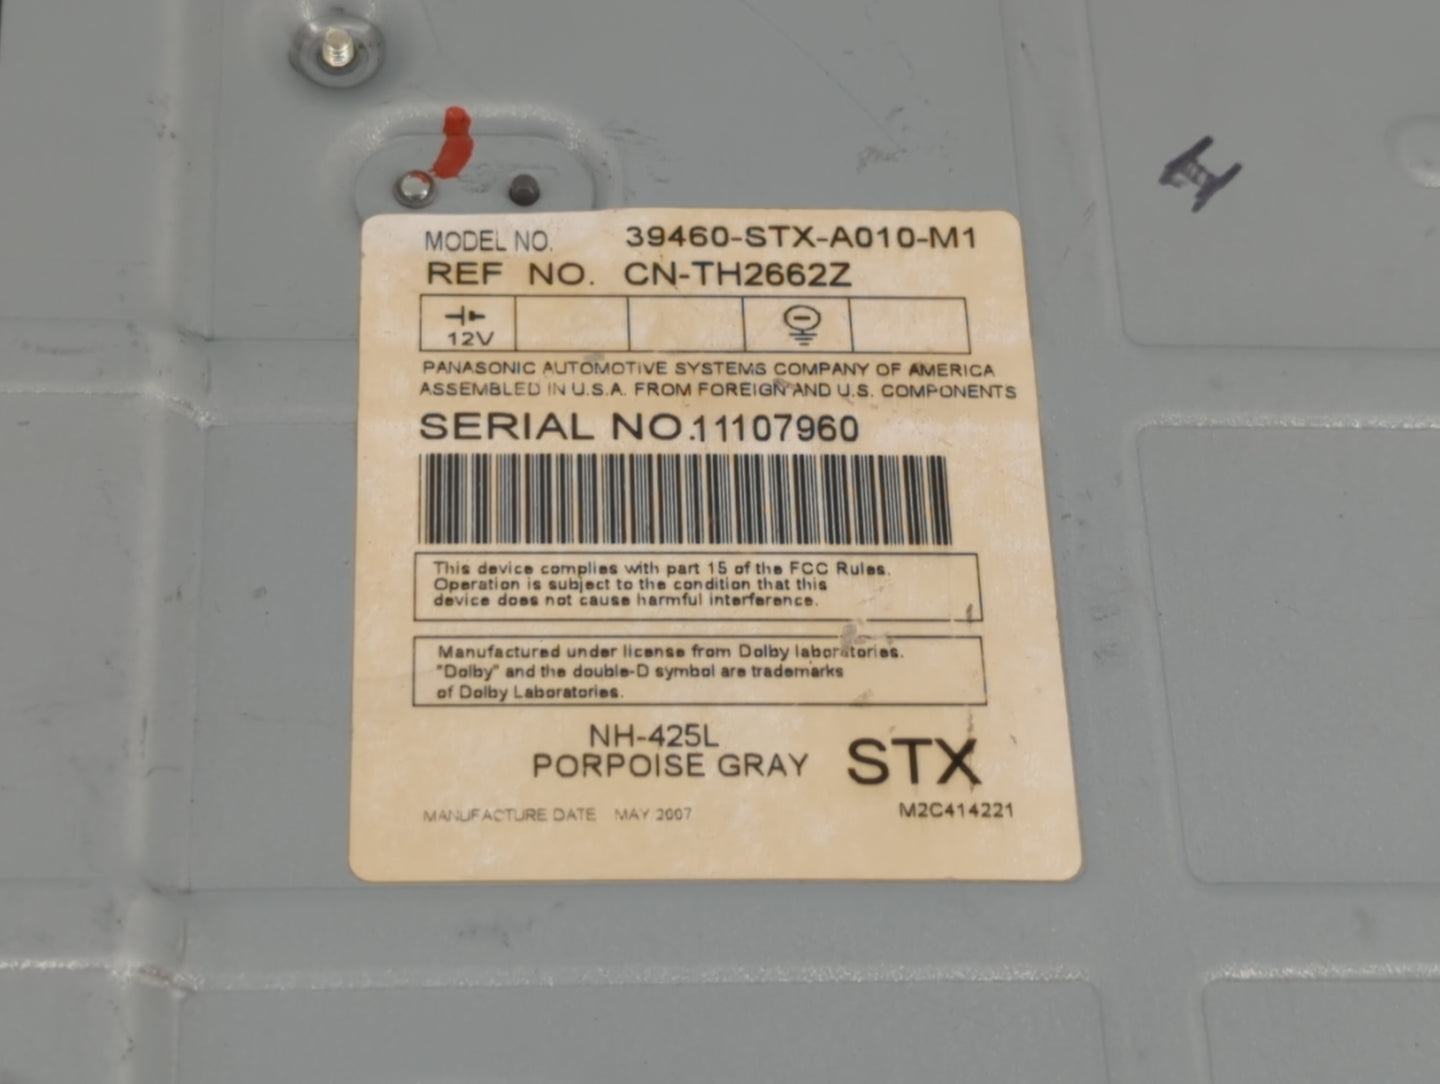 MODEL NO. 39460-STX-A010-M1
REF NO. CN-TH2662Z
12V
PANASONIC AUTOMOTIVE SYSTEMS COMPANY OF AMERICA
ASSEMBLED IN U.S.A. FROM FOREIGN AND U.S. COMPONENTS
SERIAL NO.11107960
This device complies with part 15 of the FCC Rules.
Operation is subject to the condition that this
device does not cause harmful interference.
Manufactured under license from Dolby laboratories.
"Dolby" and the double-D symbol are trademarks
of Dolby Laboratories.
NH-425L
PORPOISE GRAY STX
MANUFACTURE DATE MAY 2007 M2C414221